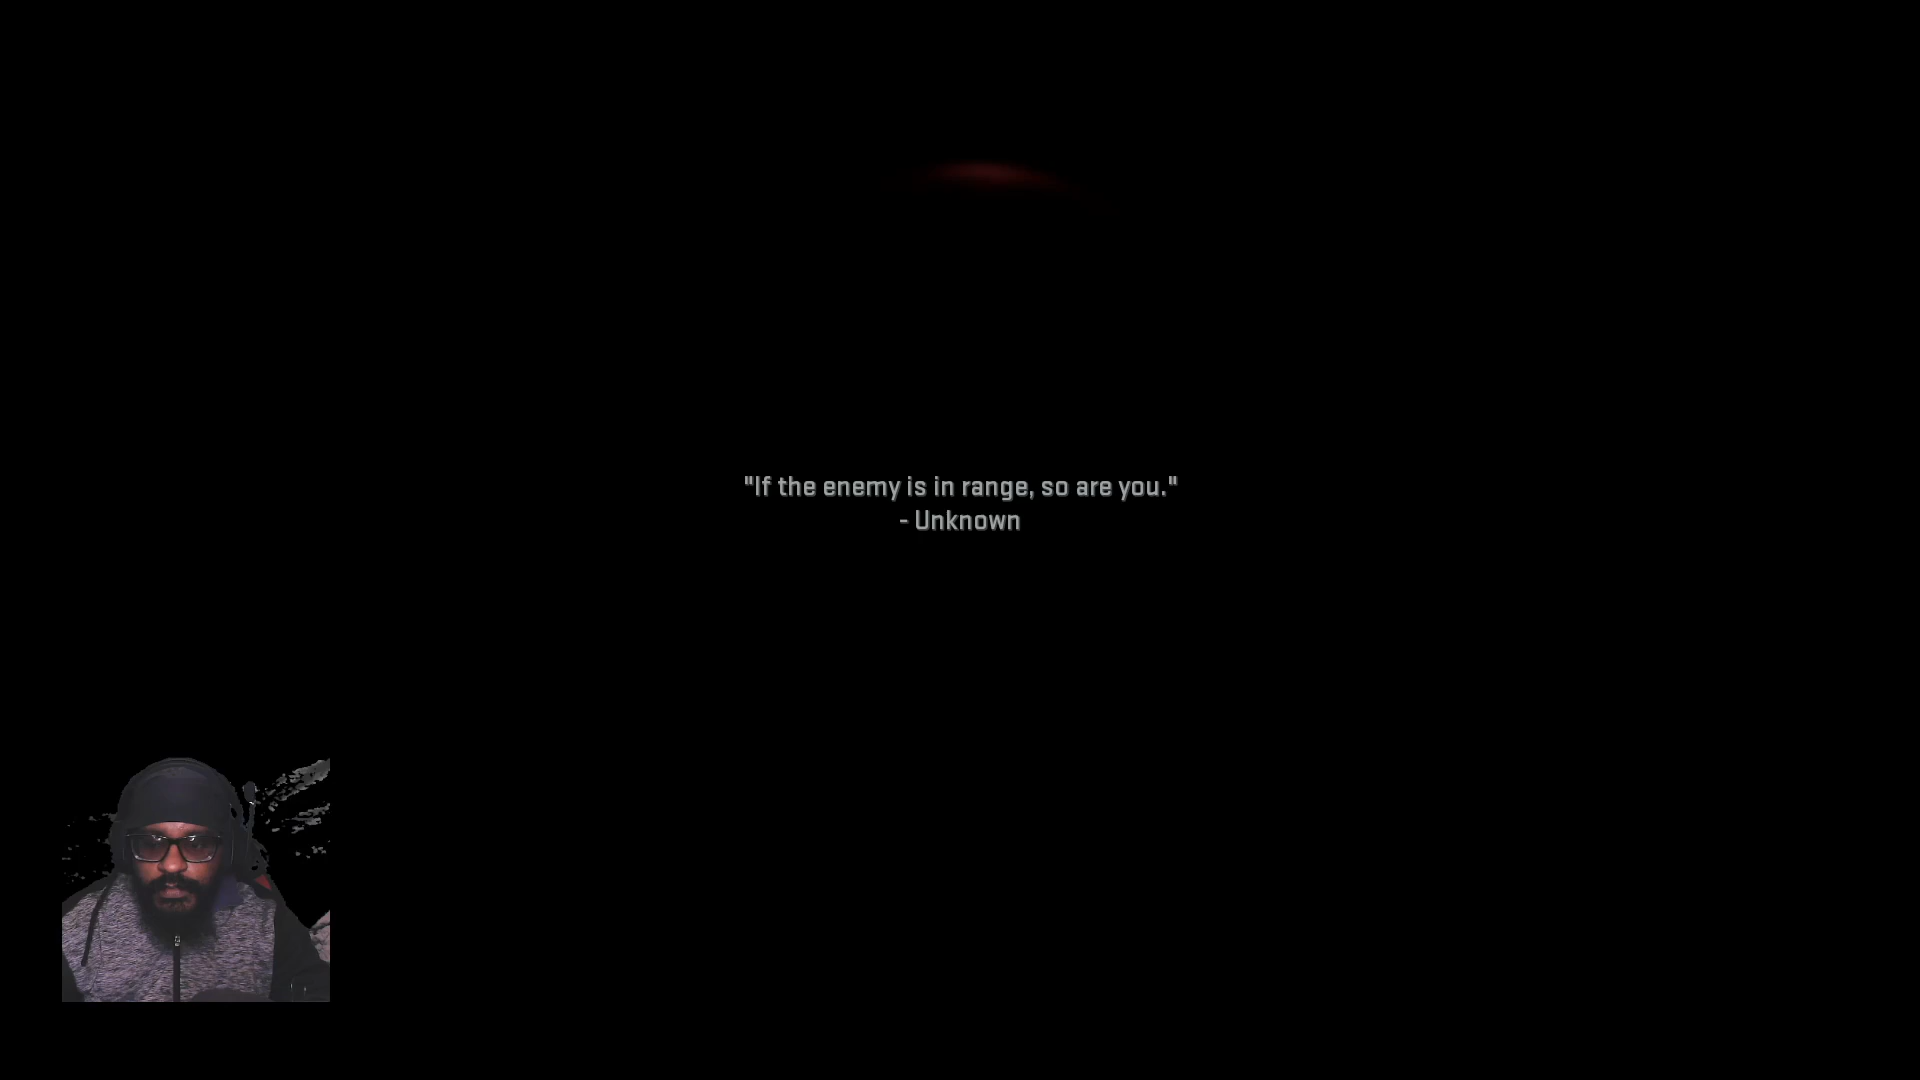 "If the enemy is in range, so are you."
- Unknown